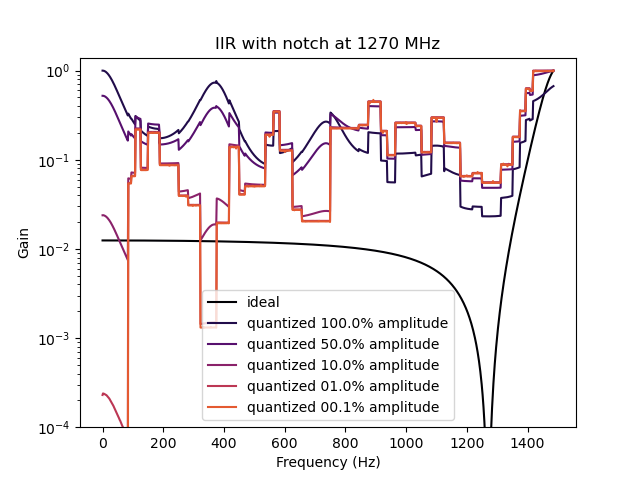 IIR with notch at 1270 MHz
Gain
10⁰
10⁻¹
10⁻²
10⁻³
10⁻⁴
ideal
quantized 100.0% amplitude
quantized 50.0% amplitude
quantized 10.0% amplitude
quantized 01.0% amplitude
quantized 00.1% amplitude
0 200 400 600 800 1000 1200 1400
Frequency (Hz)